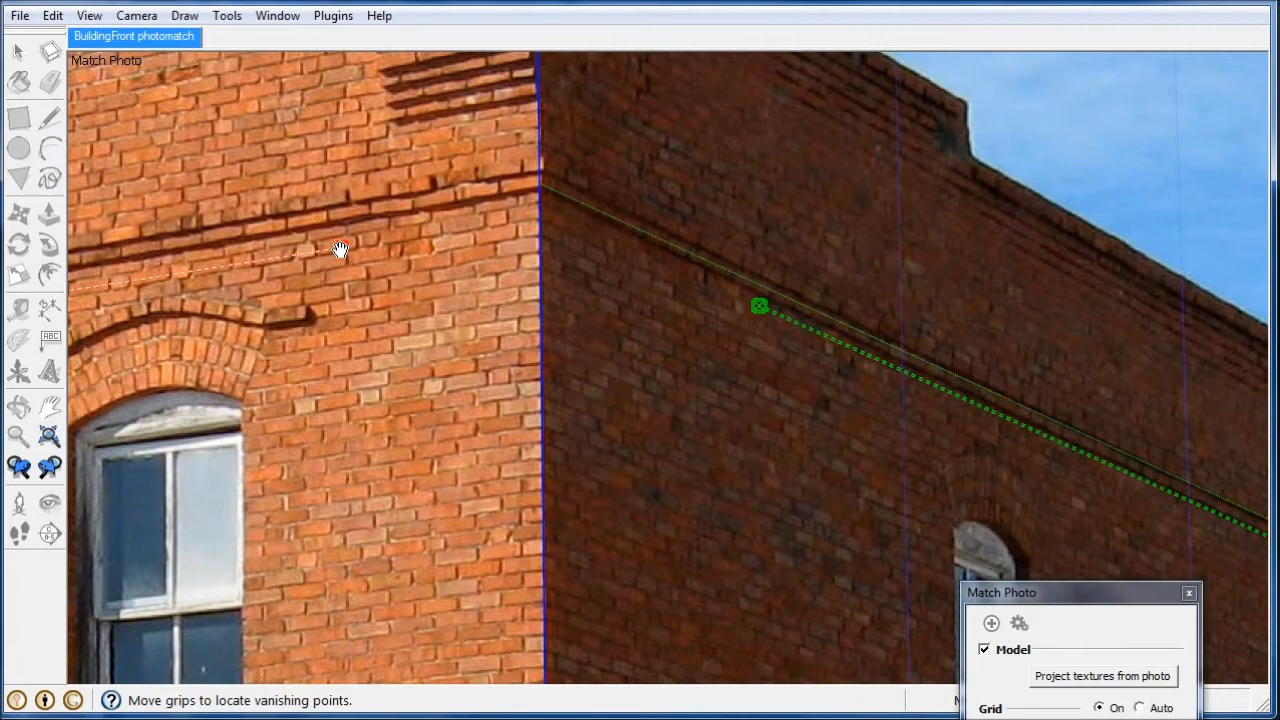 File Edit View Camera Draw Tools Window Plugins Help
BuildingFront photomatch
Match Photo
ABC
Match Photo
Model
Project textures from photo
Grid On Auto
Move grips to locate vanishing points.